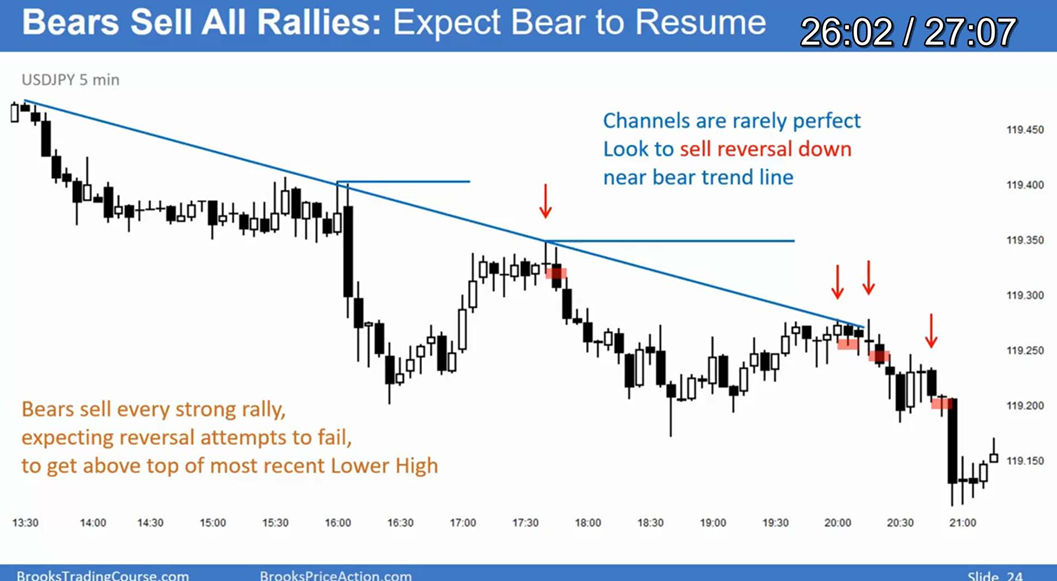 Bears Sell All Rallies: Expect Bear to Resume
26:02 / 27:07
USDJPY 5 min
Channels are rarely perfect
Look to sell reversal down
near bear trend line
119.450
119.400
119.350
119.300
119.250
119.200
119.150
Bears sell every strong rally,
expecting reversal attempts to fail,
to get above top of most recent Lower High
13:30 14:00 14:30 15:00 15:30 16:00 16:30 17:00 17:30 18:00 18:30 19:00 19:30 20:00 20:30 21:00
BrooksTradingCourse.com BrooksPriceAction.com Slide 24